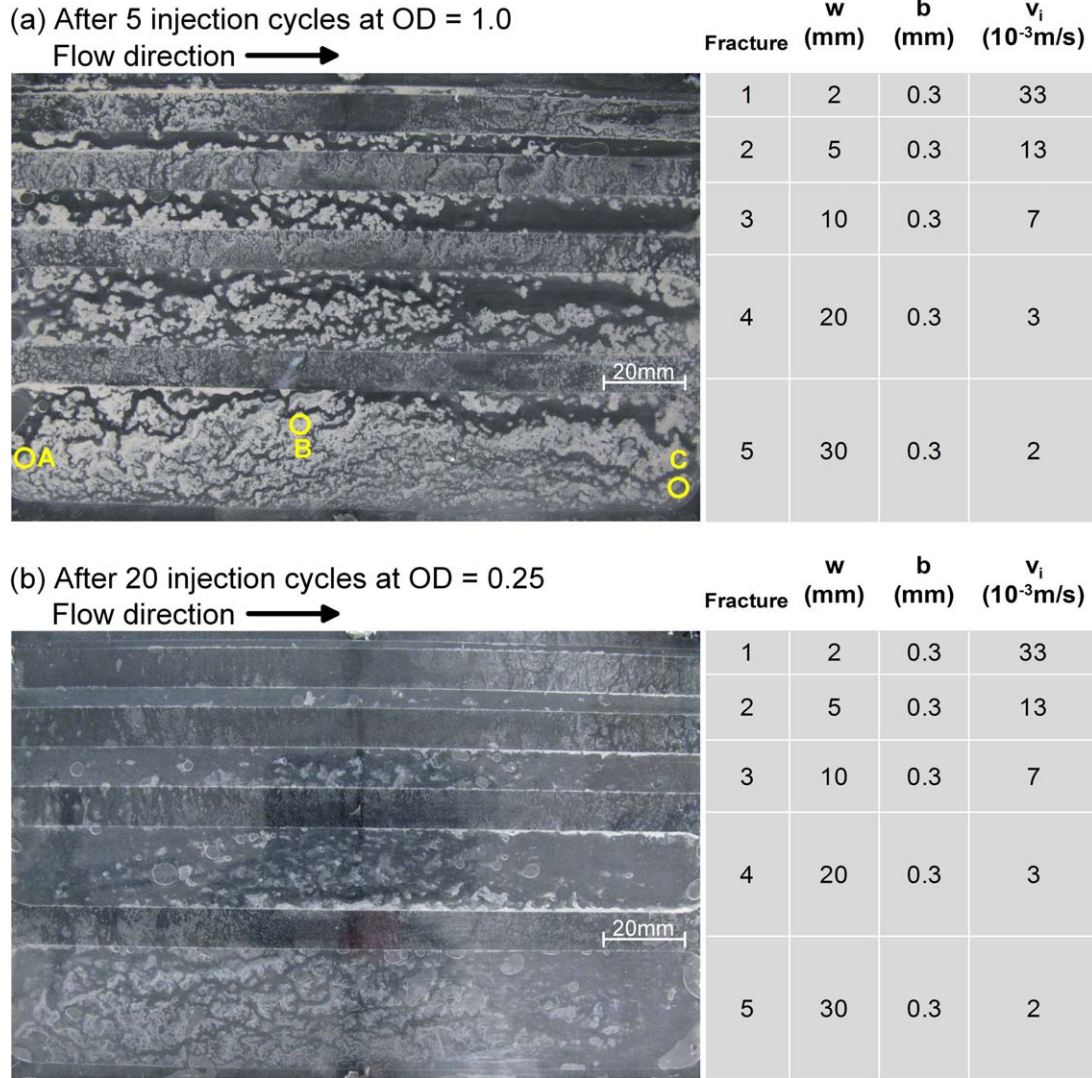 (a) After 5 injection cycles at OD = 1.0
Flow direction
Fracture w (mm) b (mm) vᵢ (10⁻³m/s)
1 2 0.3 33
2 5 0.3 13
3 10 0.3 7
4 20 0.3 3
5 30 0.3 2
20mm
A
B
C
(b) After 20 injection cycles at OD = 0.25
Flow direction
Fracture w (mm) b (mm) vᵢ (10⁻³m/s)
1 2 0.3 33
2 5 0.3 13
3 10 0.3 7
4 20 0.3 3
5 30 0.3 2
20mm